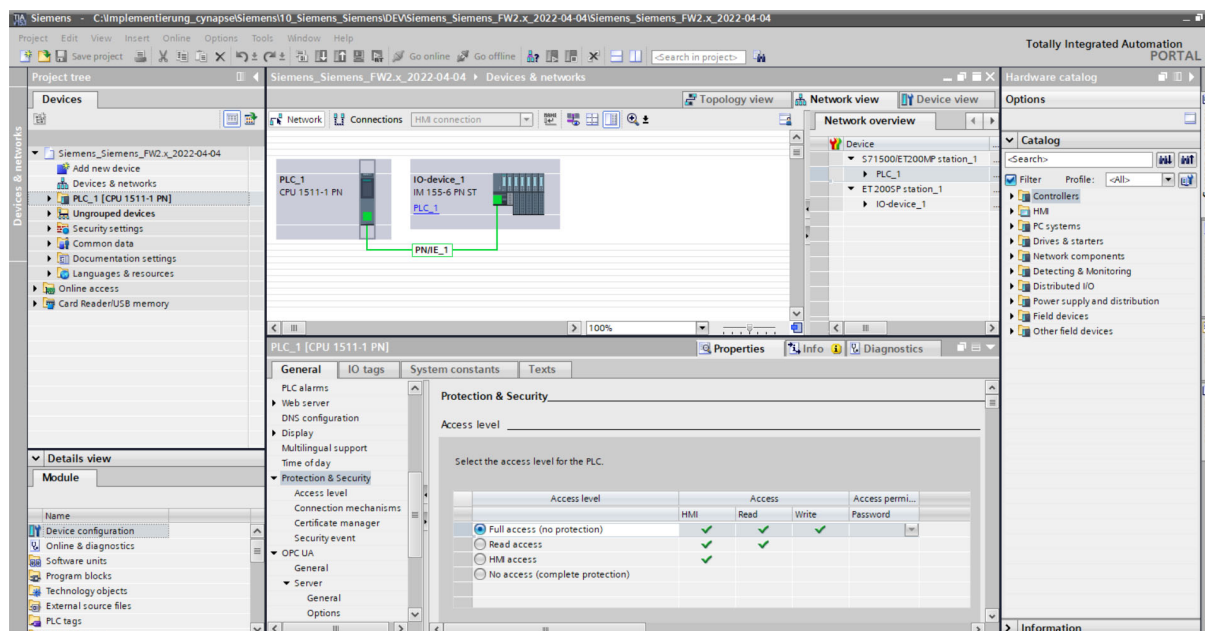 Siemens - C:\Implementierung_cynapse\Siemens\10_Siemens_Siemens\DEV\Siemens_Siemens_FW2.x_2022-04-04\Siemens_Siemens_FW2.x_2022-04-04
Project Edit View Insert Online Options Tools Window Help
Totally Integrated Automation
PORTAL
Save project Go online Go offline <Search in project>
Project tree
Siemens_Siemens_FW2.x_2022-04-04 Devices & networks
Hardware catalog
Devices
Topology view Network view Device view
Options
Network Connections HMI connection
Network overview
Devices & networks
Siemens_Siemens_FW2.x_2022-04-04
Add new device
Devices & networks
PLC_1 [CPU 1511-1 PN]
Ungrouped devices
Security settings
Common data
Documentation settings
Languages & resources
Online access
Card Reader/USB memory
PLC_1
CPU 1511-1 PN
IO-device_1
IM 155-6 PN ST
PLC_1
PN/IE_1
100%
Device
S71500/ET200MP station_1
PLC_1
ET 200SP station_1
IO-device_1
Catalog
<Search>
Filter Profile: <All>
Controllers
HMI
PC systems
Drives & starters
Network components
Detecting & Monitoring
Distributed I/O
Power supply and distribution
Field devices
Other field devices
PLC_1 [CPU 1511-1 PN]
Properties Info Diagnostics
General IO tags System constants Texts
PLC alarms
Web server
DNS configuration
Display
Multilingual support
Time of day
Protection & Security
Access level
Connection mechanisms
Certificate manager
Security event
OPC UA
General
Server
General
Options
Protection & Security
Access level
Select the access level for the PLC.
Access level Access Access permi...
HMI Read Write Password
Full access (no protection)
Read access
HMI access
No access (complete protection)
Details view
Module
Name
Device configuration
Online & diagnostics
Software units
Program blocks
Technology objects
External source files
PLC tags
Information